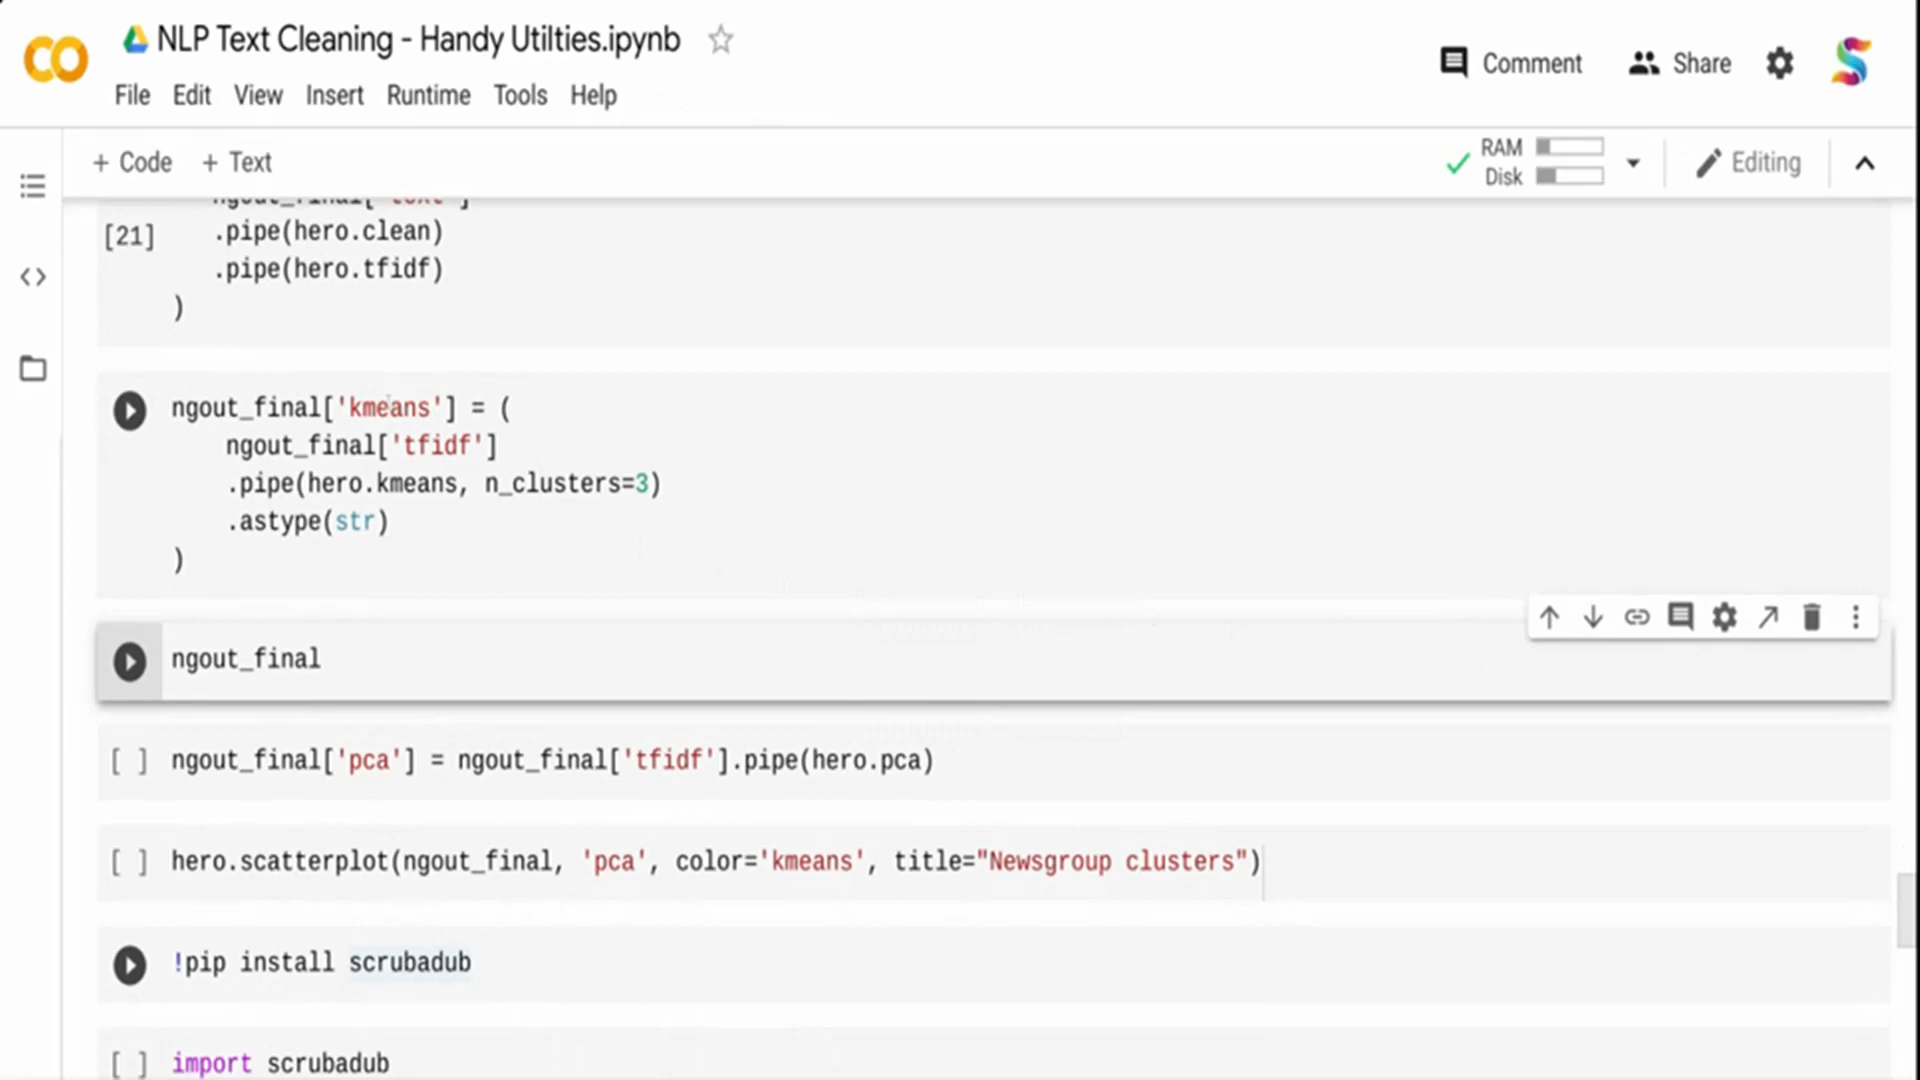 NLP Text Cleaning - Handy Utilties.ipynb
File Edit View Insert Runtime Tools Help
Comment
Share
+ Code + Text
RAM
Disk
Editing
ngout_final['text']
[21]
.pipe(hero.clean)
.pipe(hero.tfidf)
)
ngout_final['kmeans'] = (
ngout_final['tfidf']
.pipe(hero.kmeans, n_clusters=3)
.astype(str)
)
ngout_final
[ ] ngout_final['pca'] = ngout_final['tfidf'].pipe(hero.pca)
[ ] hero.scatterplot(ngout_final, 'pca', color='kmeans', title="Newsgroup clusters")
!pip install scrubadub
[ ] import scrubadub